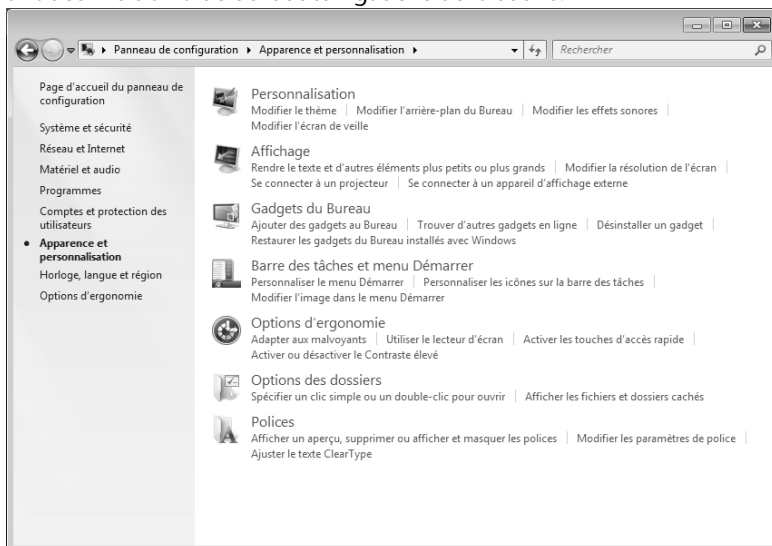 Panneau de configuration ▸ Apparence et personnalisation ▸
Rechercher
Page d'accueil du panneau de
configuration
Système et sécurité
Réseau et Internet
Matériel et audio
Programmes
Comptes et protection des
utilisateurs
Apparence et
personnalisation
Horloge, langue et région
Options d'ergonomie
Personnalisation
Modifier le thème | Modifier l'arrière-plan du Bureau | Modifier les effets sonores |
Modifier l'écran de veille
Affichage
Rendre le texte et d'autres éléments plus petits ou plus grands | Modifier la résolution de l'écran |
Se connecter à un projecteur | Se connecter à un appareil d'affichage externe
Gadgets du Bureau
Ajouter des gadgets au Bureau | Trouver d'autres gadgets en ligne | Désinstaller un gadget |
Restaurer les gadgets du Bureau installés avec Windows
Barre des tâches et menu Démarrer
Personnaliser le menu Démarrer | Personnaliser les icônes sur la barre des tâches |
Modifier l'image dans le menu Démarrer
Options d'ergonomie
Adapter aux malvoyants | Utiliser le lecteur d'écran | Activer les touches d'accès rapide |
Activer ou désactiver le Contraste élevé
Options des dossiers
Spécifier un clic simple ou un double-clic pour ouvrir | Afficher les fichiers et dossiers cachés
Polices
Afficher un aperçu, supprimer ou afficher et masquer les polices | Modifier les paramètres de police |
Ajuster le texte ClearType